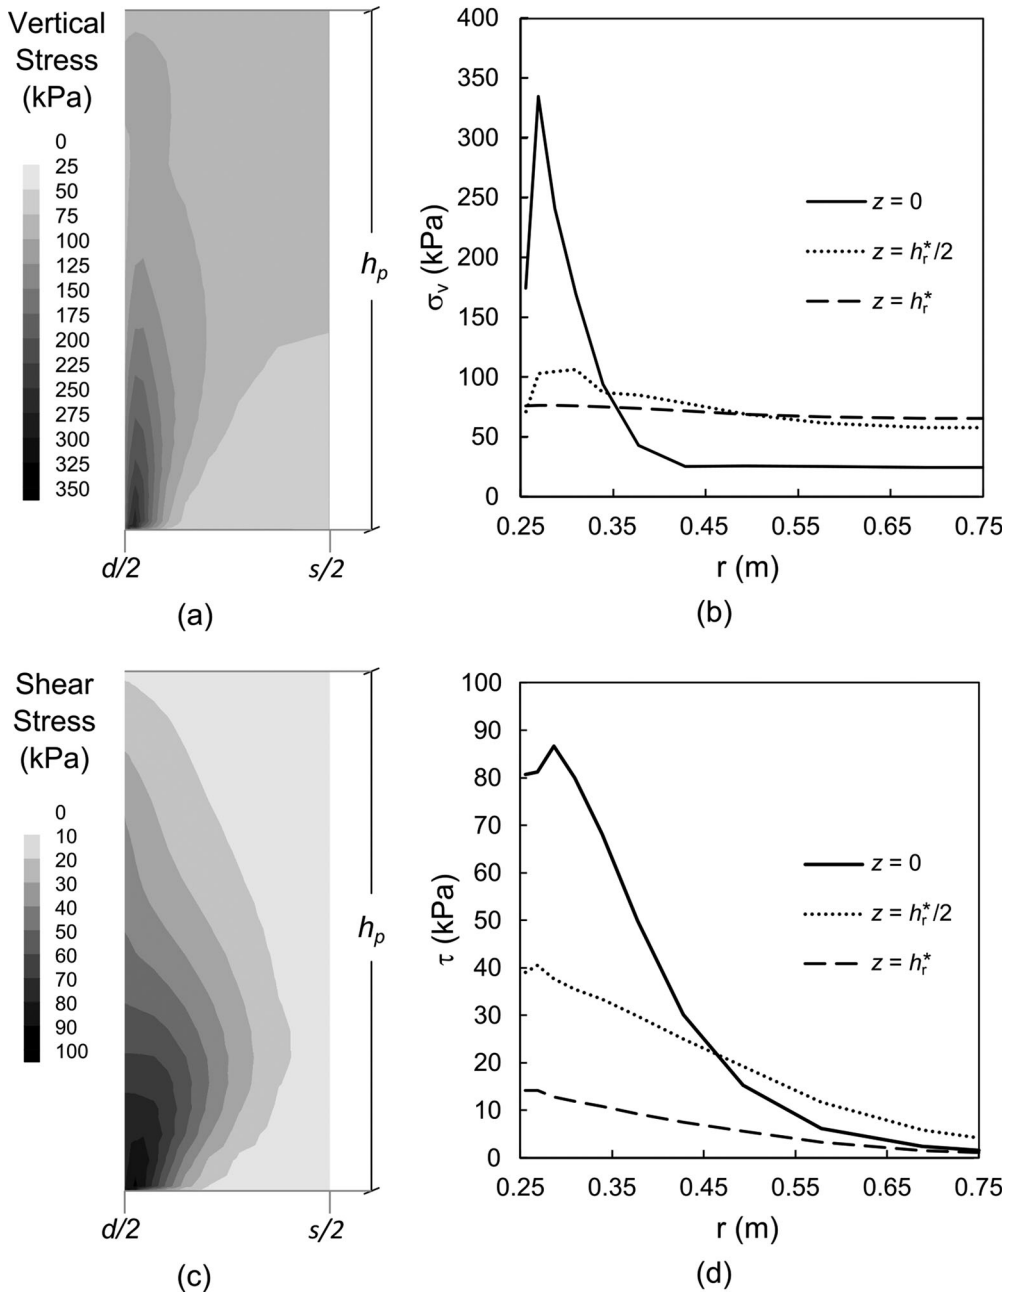 Vertical
Stress
(kPa)
0
25
50
75
100
125
150
175
200
225
250
275
300
325
350
h_p
d/2
s/2
(a)
400
350
300
250
200
150
100
50
0
σ_v (kPa)
z = 0
z = h_r^*/2
z = h_r^*
0.25
0.35
0.45
0.55
0.65
0.75
r (m)
(b)
Shear
Stress
(kPa)
0
10
20
30
40
50
60
70
80
90
100
h_p
d/2
s/2
(c)
100
90
80
70
60
50
40
30
20
10
0
τ (kPa)
z = 0
z = h_r^*/2
z = h_r^*
0.25
0.35
0.45
0.55
0.65
0.75
r (m)
(d)